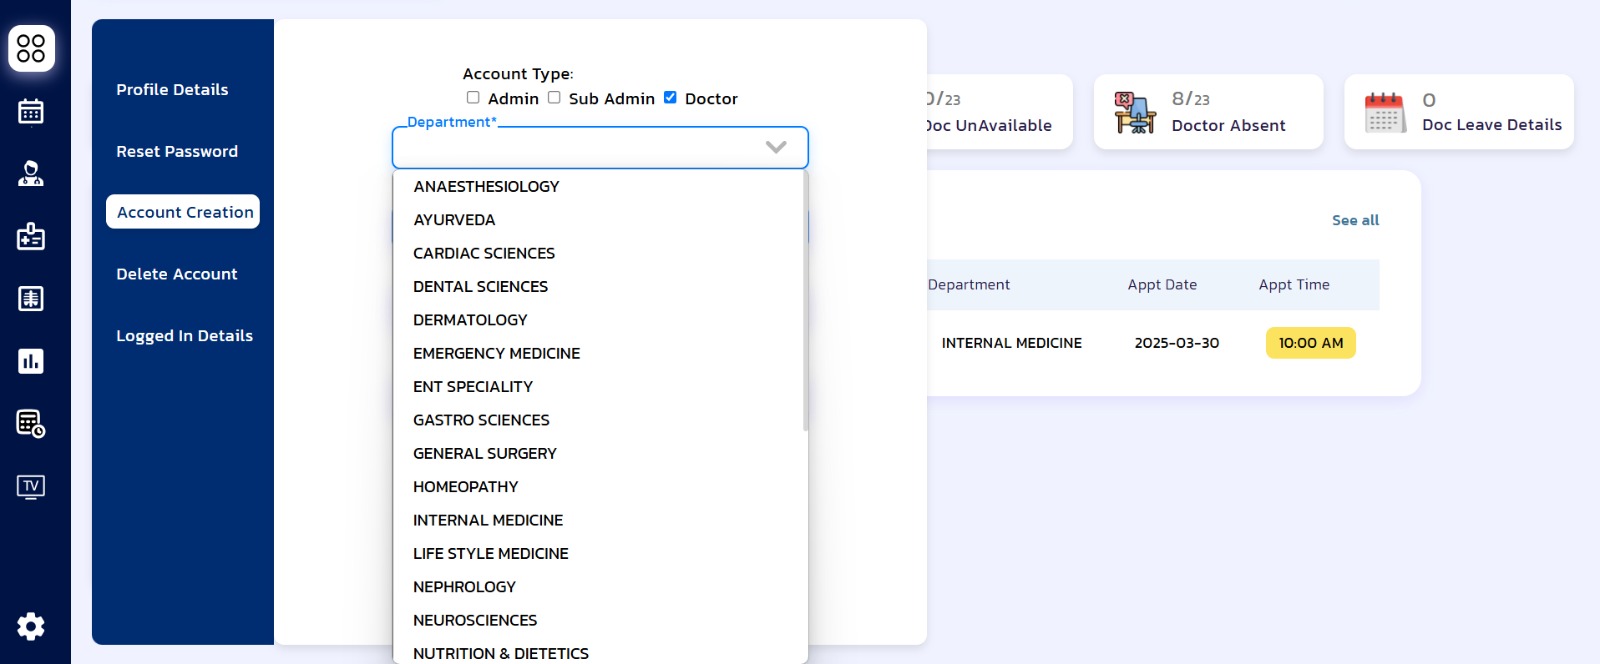 Profile Details
Reset Password
Account Creation
Delete Account
Logged In Details
TV
Account Type:
Admin Sub Admin Doctor
Department*
ANAESTHESIOLOGY
AYURVEDA
CARDIAC SCIENCES
DENTAL SCIENCES
DERMATOLOGY
EMERGENCY MEDICINE
ENT SPECIALITY
GASTRO SCIENCES
GENERAL SURGERY
HOMEOPATHY
INTERNAL MEDICINE
LIFE STYLE MEDICINE
NEPHROLOGY
NEUROSCIENCES
NUTRITION & DIETETICS
0/23
Doc UnAvailable
8/23
Doctor Absent
0
Doc Leave Details
See all
Department Appt Date Appt Time
INTERNAL MEDICINE 2025-03-30 10:00 AM